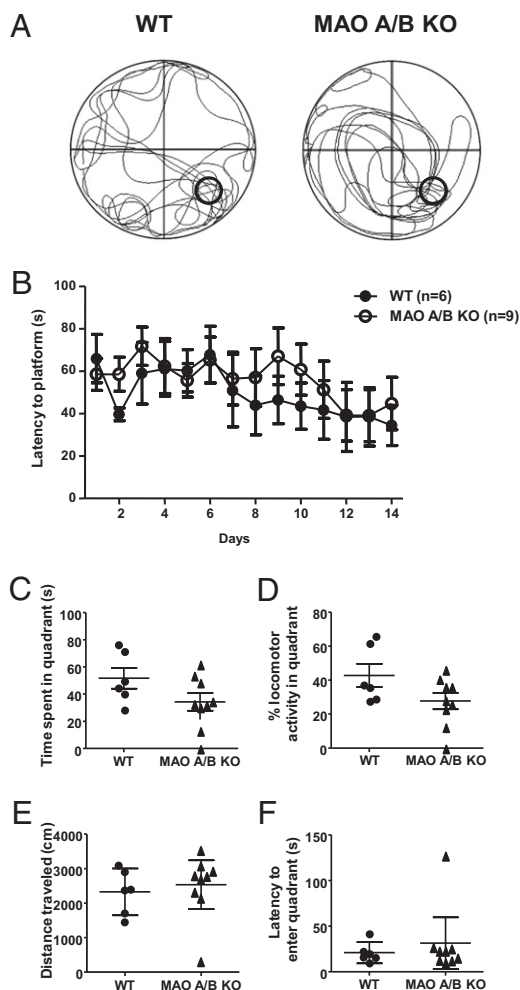 A
WT
MAO A/B KO
B
Latency to platform (s)
100
80
60
40
20
0
2
4
6
8
10
12
14
Days
WT (n=6)
MAO A/B KO (n=9)
C
Time spent in quadrant (s)
100
80
60
40
20
0
WT
MAO A/B KO
D
% locomotor
activity in quadrant
80
60
40
20
0
WT
MAO A/B KO
E
Distance traveled (cm)
4000
3000
2000
1000
0
WT
MAO A/B KO
F
Latency to
enter quadrant (s)
150
100
50
0
WT
MAO A/B KO